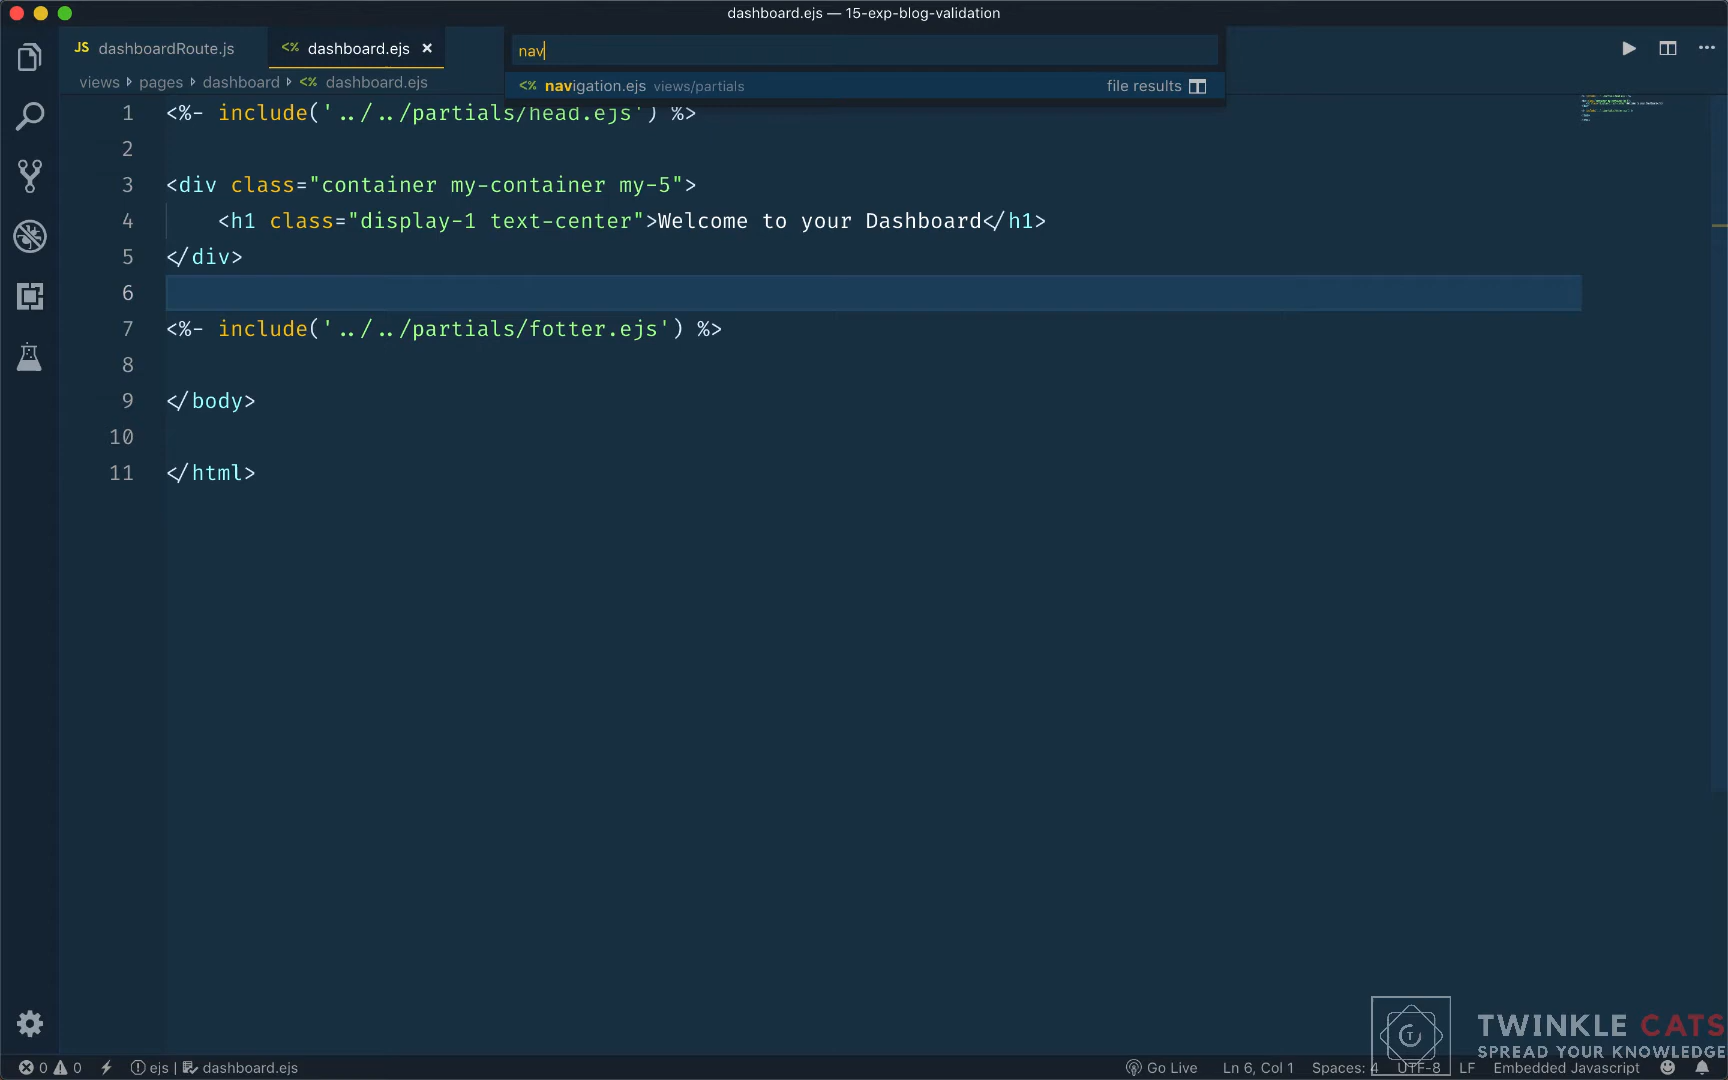 dashboard.ejs — 15-exp-blog-validation
JS dashboardRoute.js
<% dashboard.ejs ×
nav
views pages dashboard <% dashboard.ejs
<% navigation.ejs views/partials file results
1 <%- include('../../partials/head.ejs') %>
2
3 <div class="container my-container my-5">
4 <h1 class="display-1 text-center">Welcome to your Dashboard</h1>
5 </div>
6
7 <%- include('../../partials/fotter.ejs') %>
8
9 </body>
10
11 </html>
TWINKLE CATS
SPREAD YOUR KNOWLEDGE
0 0 ejs | dashboard.ejs Go Live Ln 6, Col 1 Spaces: 4 UTF-8 LF Embedded Javascript